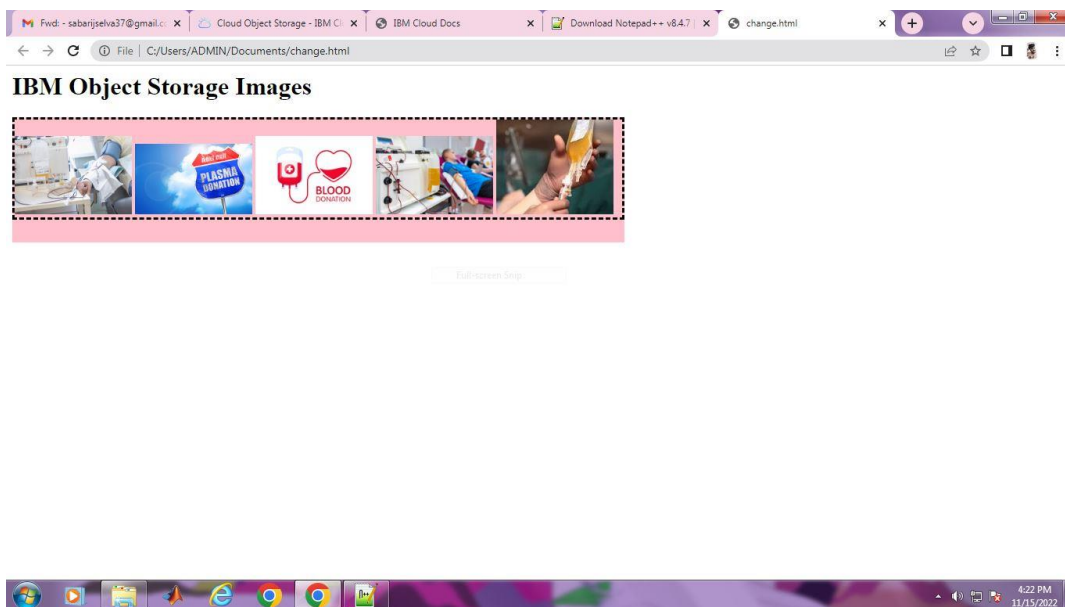 Fwd: - sabarijselva37@gmail.cc
Cloud Object Storage - IBM Cl
IBM Cloud Docs
Download Notepad++ v8.4.7 |
change.html
File | C:/Users/ADMIN/Documents/change.html
IBM Object Storage Images
PLASMA
DONATION
BLOOD
DONATION
Full-screen Snip
4:22 PM
11/15/2022